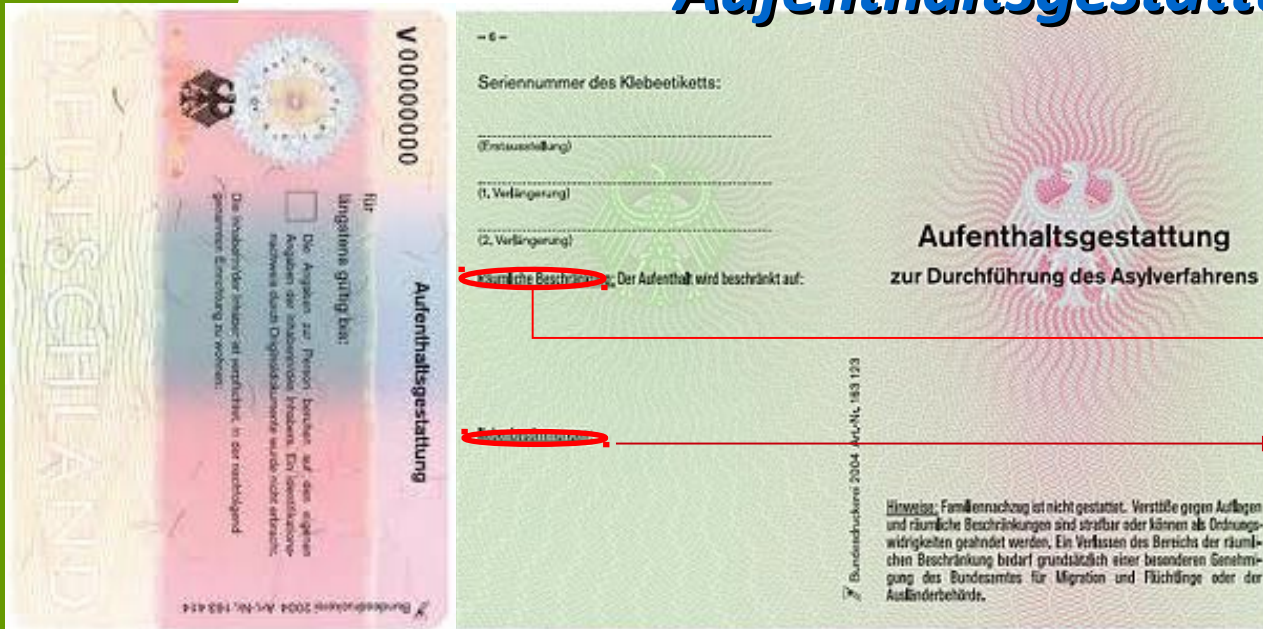 Aufenthaltsgestattu
DEUTSCHLAND
V 00000000
Aufenthaltsgestattung
für
längstens gültig bis:
Die Angaben zur Person beruhen auf den eigenen
Angaben der Inhaberin/des Inhabers. Ein Identifikations-
nachweis durch Originaldokumente wurde nicht erbracht.
Die Inhaberin/der Inhaber ist verpflichtet, in der nachfolgend
genannten Einrichtung zu wohnen:
Bundesdruckerei 2004 Art.-Nr. 163 414
– 6 –
Seriennummer des Klebeetiketts:
(Erstausstellung)
(1. Verlängerung)
(2. Verlängerung)
Räumliche Beschränkung: Der Aufenthalt wird beschränkt auf:
Bundesdruckerei 2004 Art.-Nr. 163 123
Aufenthaltsgestattung
zur Durchführung des Asylverfahrens
Hinweise: Familiennachzug ist nicht gestattet. Verstöße gegen Auflagen
und räumliche Beschränkungen sind strafbar oder können als Ordnungs-
widrigkeiten geahndet werden. Ein Verlassen des Bereichs der räumli-
chen Beschränkung bedarf grundsätzlich einer besonderen Genehmi-
gung des Bundesamtes für Migration und Flüchtlinge oder der
Ausländerbehörde.